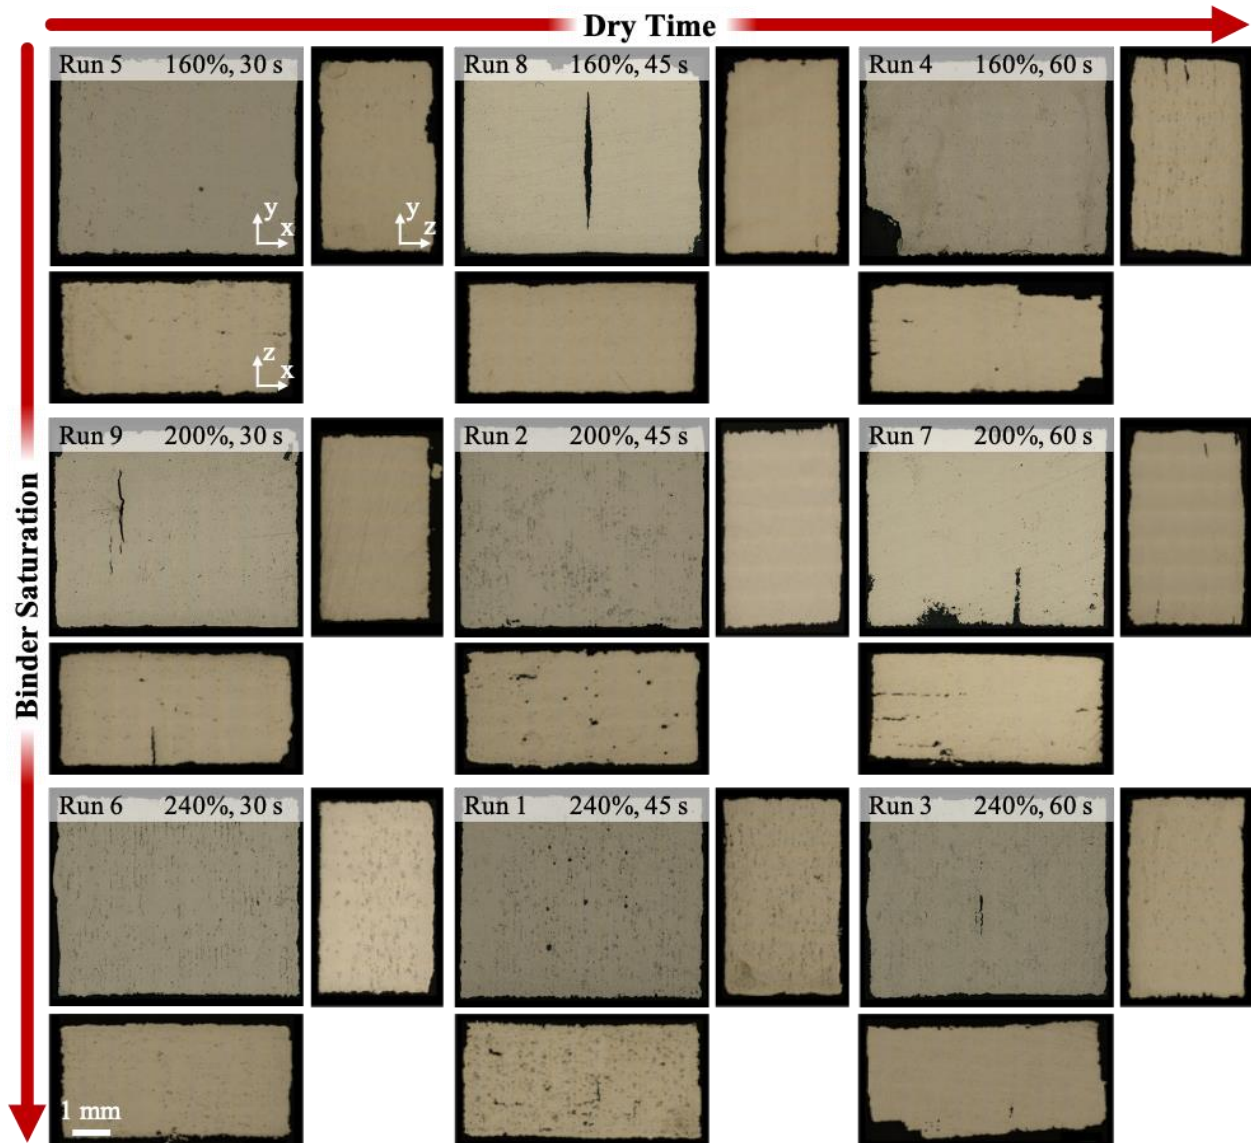 Dry Time
Binder Saturation
Run 5 160%, 30 s
y
x
y
z
z
x
Run 8 160%, 45 s
Run 4 160%, 60 s
Run 9 200%, 30 s
Run 2 200%, 45 s
Run 7 200%, 60 s
Run 6 240%, 30 s
1 mm
Run 1 240%, 45 s
Run 3 240%, 60 s